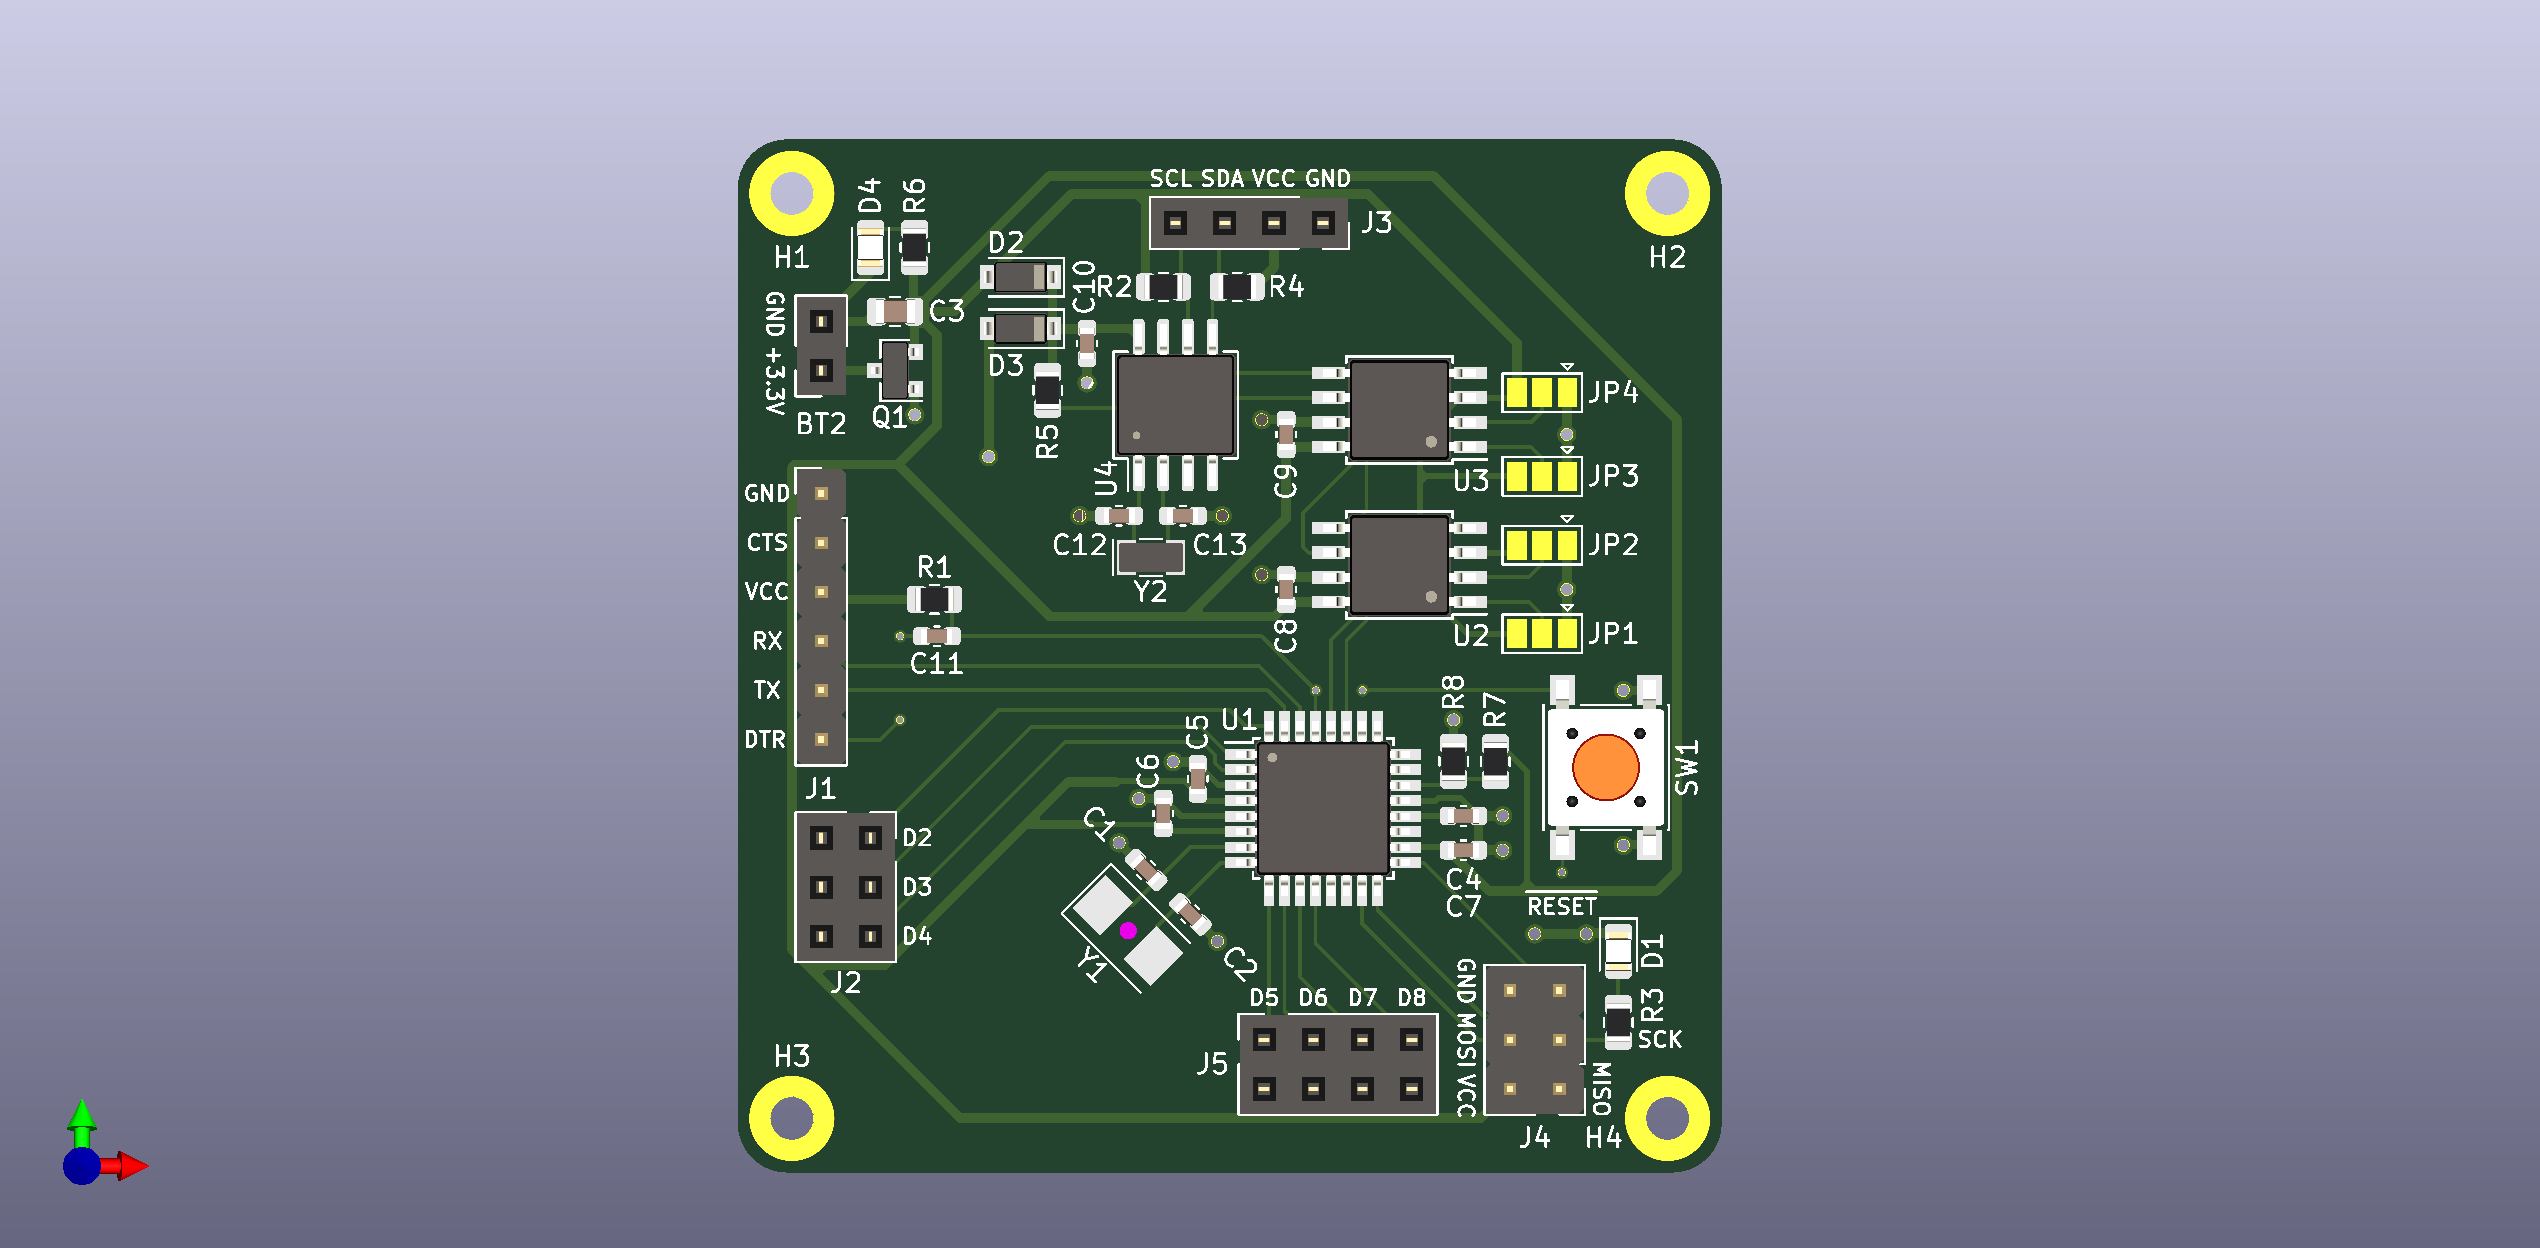 SCL SDA VCC GND
J3
D4
R6
H1
H2
D2
C10
R2
R4
GND +3.3V
C3
D3
BT2
Q1
R5
U4
C9
U3
JP4
JP3
GND
CTS
VCC
RX
TX
DTR
J1
C12
C13
Y2
R1
C11
C8
U2
JP2
JP1
R8
R7
U1
C5
C6
SW1
C1
C4
C7
RESET
D2
D3
D4
J2
Y1
C2
D1
D5 D6 D7 D8
GND MOSI VCC
R3
SCK
MISO
H3
J5
J4
H4